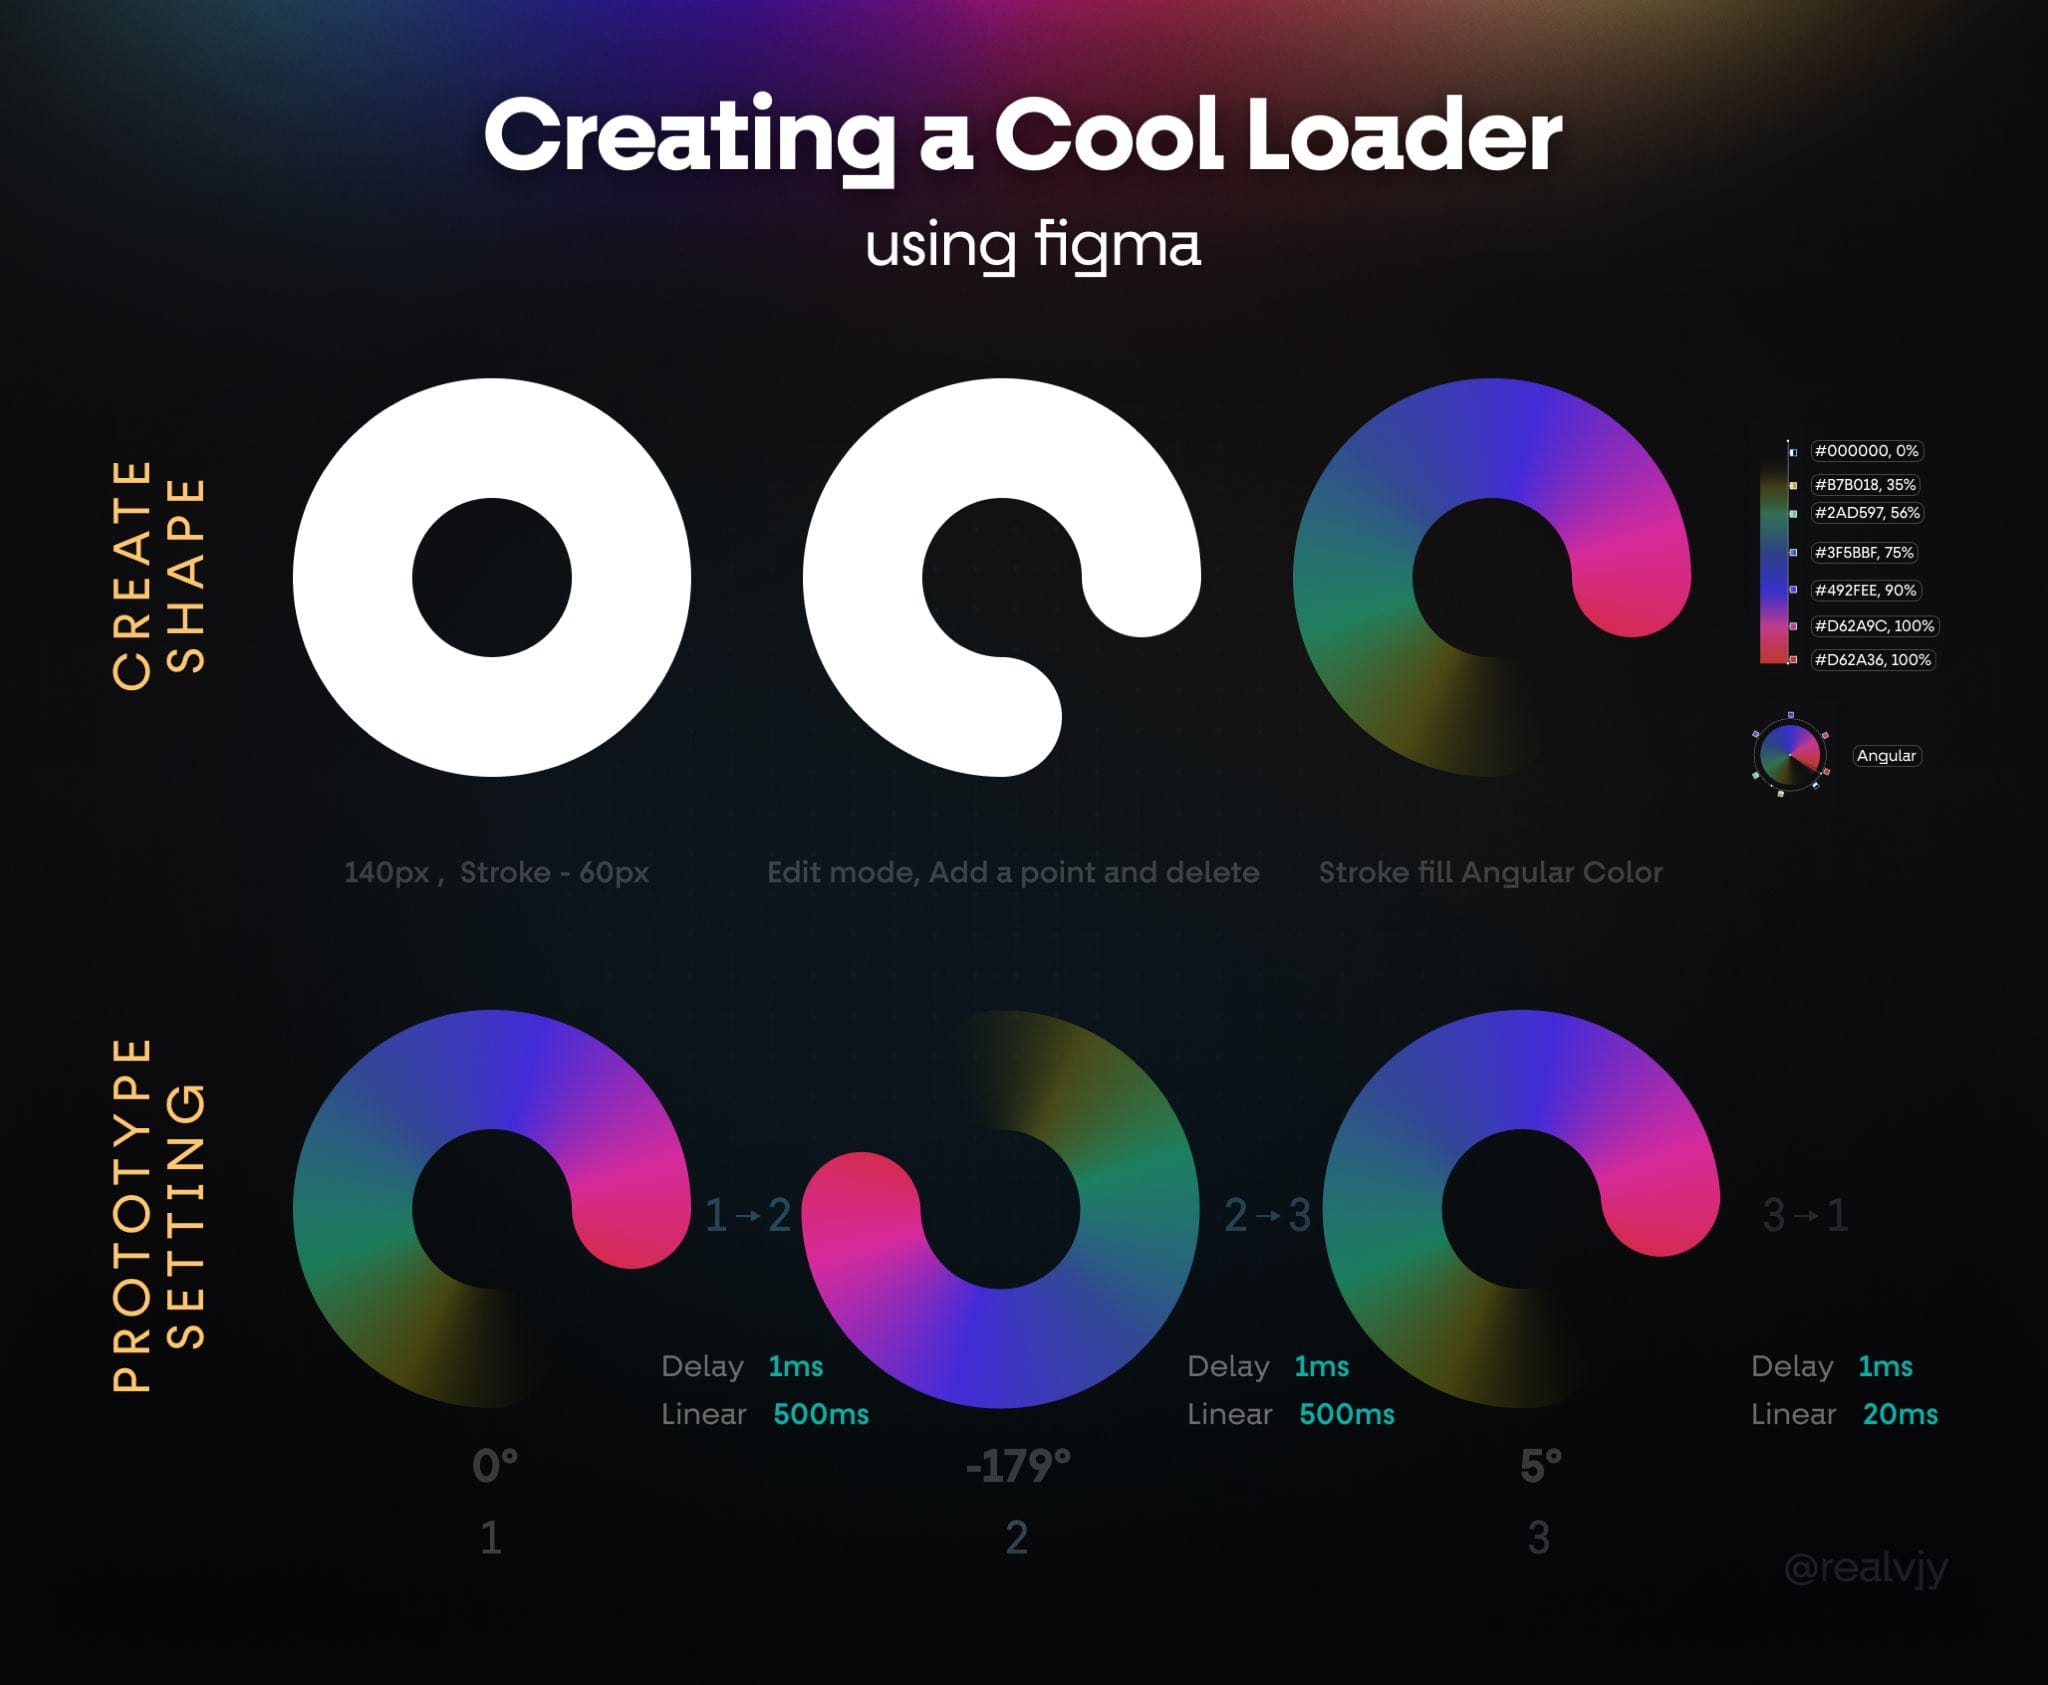 Creating a Cool Loader
using figma
CREATE
SHAPE
#000000, 0%
#B7B018, 35%
#2AD597, 56%
#3F5BBF, 75%
#492FEE, 90%
#D62A9C, 100%
#D62A36, 100%
Angular
140px , Stroke - 60px
Edit mode, Add a point and delete
Stroke fill Angular Color
PROTOTYPE
SETTING
1→2
2→3
3→1
Delay 1ms
Linear 500ms
Delay 1ms
Linear 500ms
Delay 1ms
Linear 20ms
0°
-179°
5°
1
2
3
@realvjy